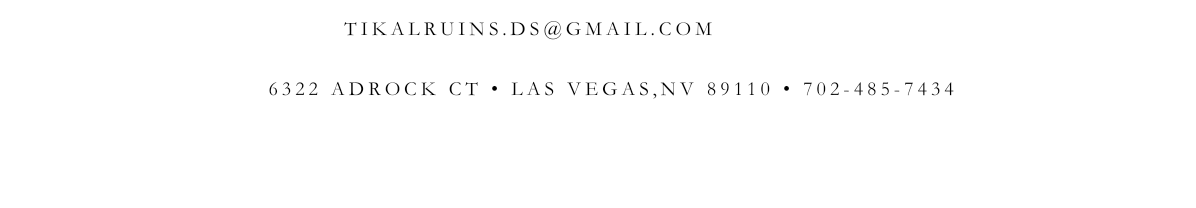 TIKALRUINS.DS@GMAIL.COM
6322 ADROCK CT • LAS VEGAS,NV 89110 • 702-485-7434